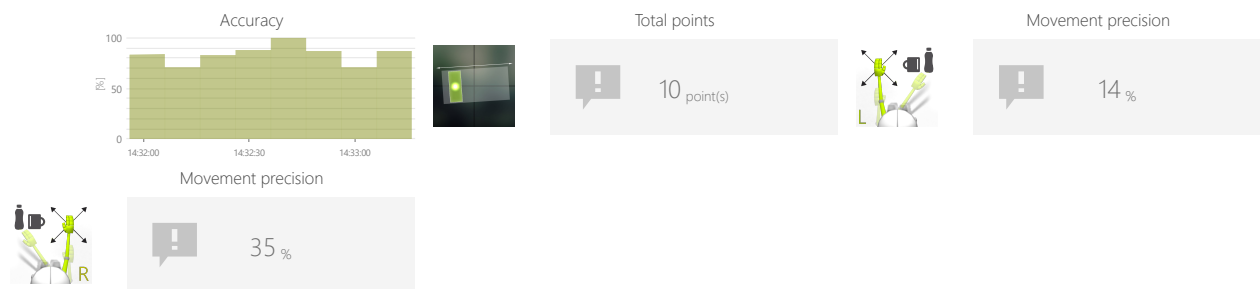 Accuracy
100
[%]
50
0
14:32:00 14:32:30 14:33:00
Total points
10 point(s)
Movement precision
L
14 %
Movement precision
R
35 %